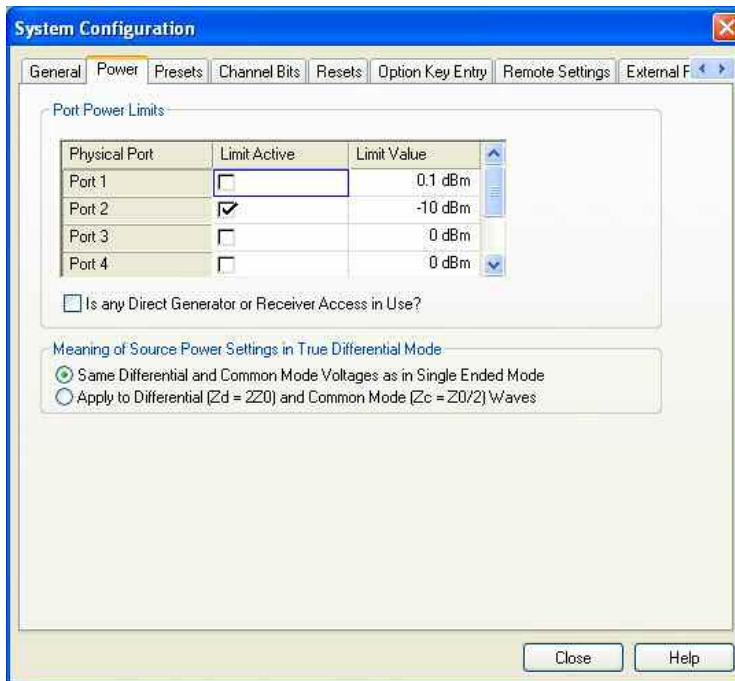 System Configuration
General Power Presets Channel Bits Resets Option Key Entry Remote Settings External
Port Power Limits
Physical Port Limit Active Limit Value
Port 1 0.1 dBm
Port 2 -10 dBm
Port 3 0 dBm
Port 4 0 dBm
Is any Direct Generator or Receiver Access in Use?
Meaning of Source Power Settings in True Differential Mode
Same Differential and Common Mode Voltages as in Single Ended Mode
Apply to Differential (Zd = 2Z0) and Common Mode (Zc = Z0/2) Waves
Close Help